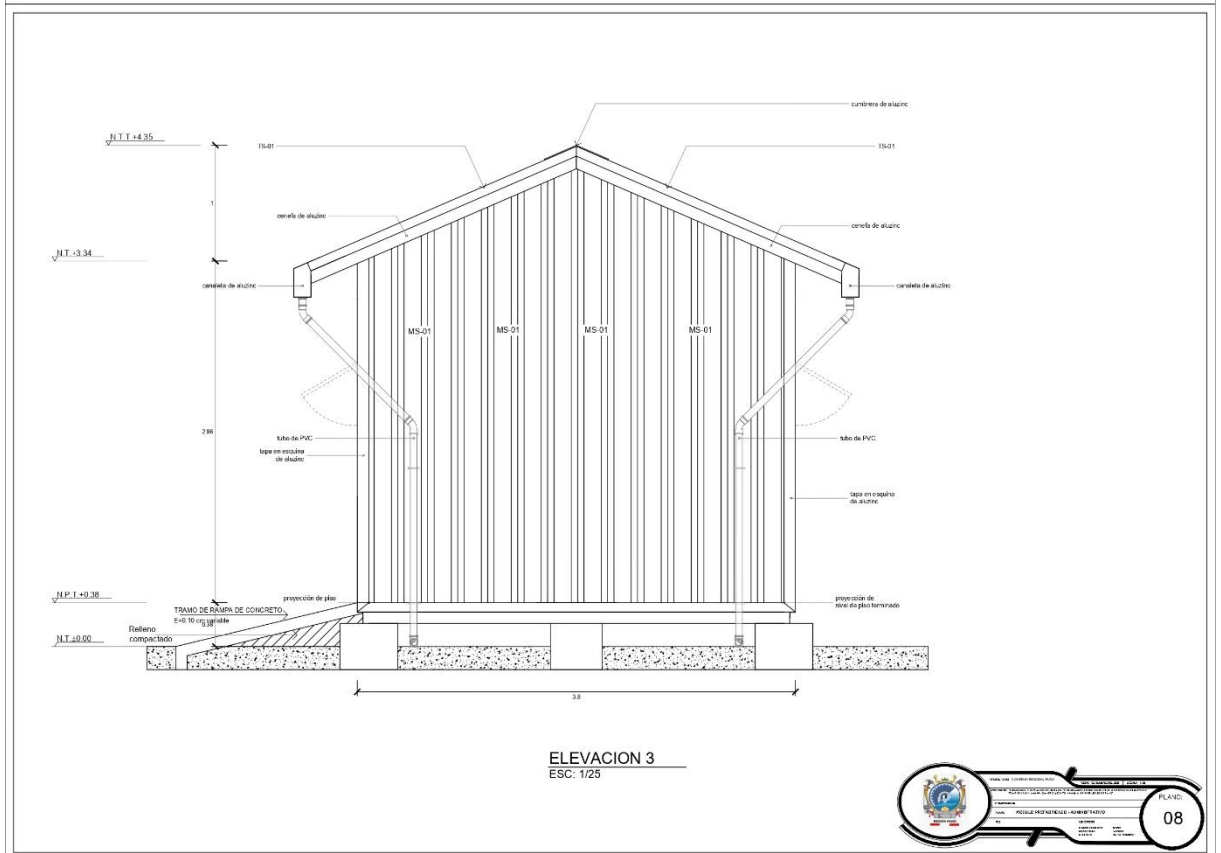 cumbrera de aluzinc
N.T.T +4.35
TS-01
TS-01
1
cenefa de aluzinc
cenefa de aluzinc
N.T. +3.34
canaleta de aluzinc
canaleta de aluzinc
MS-01
MS-01
MS-01
MS-01
2.96
tubo de PVC
tubo de PVC
tapa en esquina
de aluzinc
tapa en esquina
de aluzinc
N.P.T. +0.38
proyección de piso
proyección de
nivel de piso terminado
TRAMO DE RAMPA DE CONCRETO
E=0.10 cm variable
0.38
Relleno
compactado
N.T. ±0.00
3.8
ELEVACION 3
ESC: 1/25
MODULO PREFABRICADO - ADMINISTRATIVO
PLANO:
08